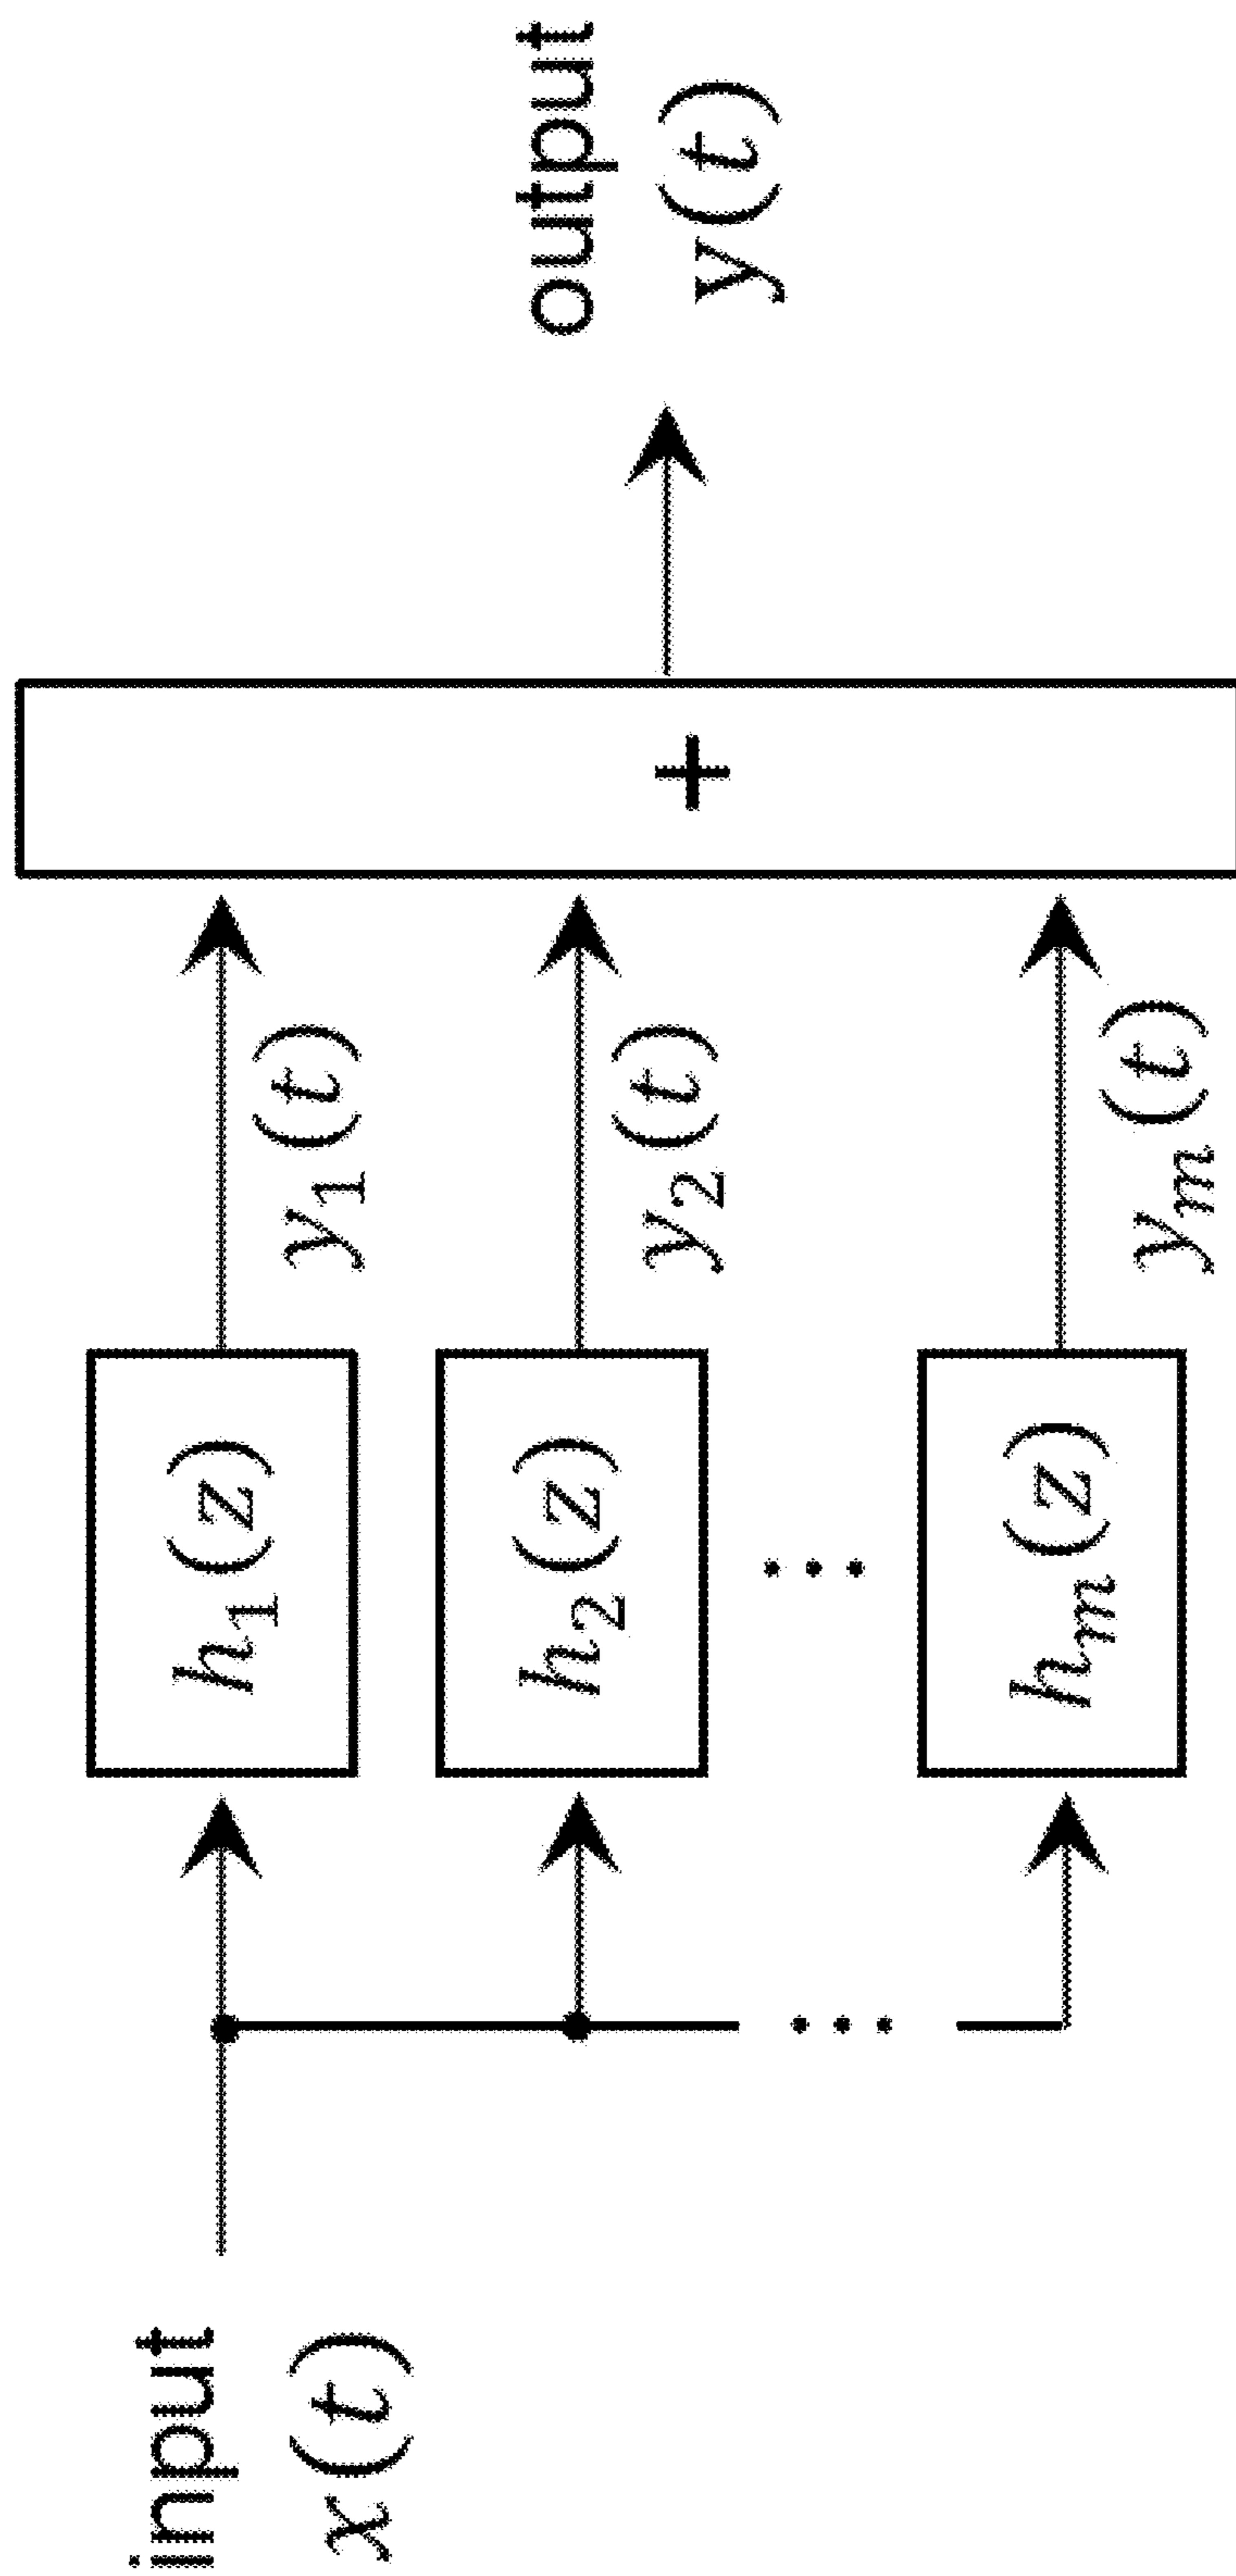 input
x(t)
h₁(z)
y₁(t)
h₂(z)
y₂(t)
...
...
hₘ(z)
yₘ(t)
+
output
y(t)